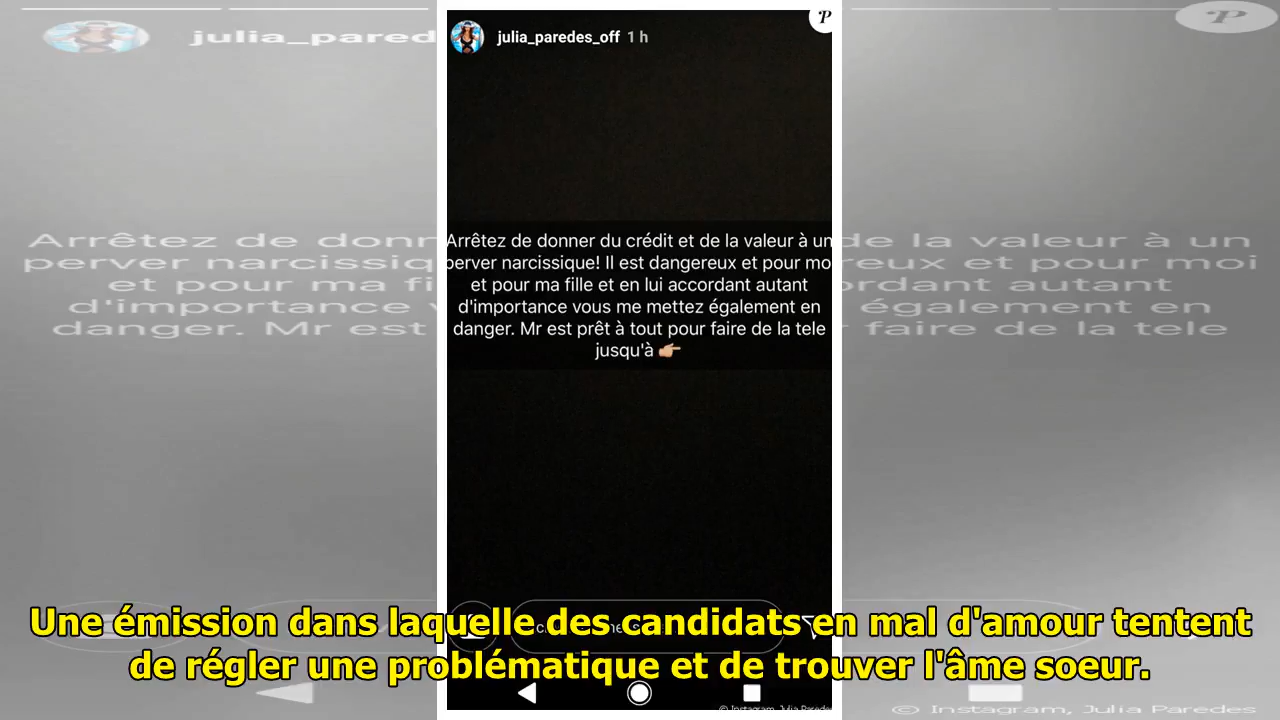 julia_paredes_off 1 h
Arrêtez de donner du crédit et de la valeur à un
perver narcissique! Il est dangereux et pour moi
et pour ma fille et en lui accordant autant
d'importance vous me mettez également en
danger. Mr est prêt à tout pour faire de la tele
jusqu'à 👉🏼
Une émission dans laquelle des candidats en mal d'amour tentent
de régler une problématique et de trouver l'âme soeur.
© Instagram, Julia Paredes